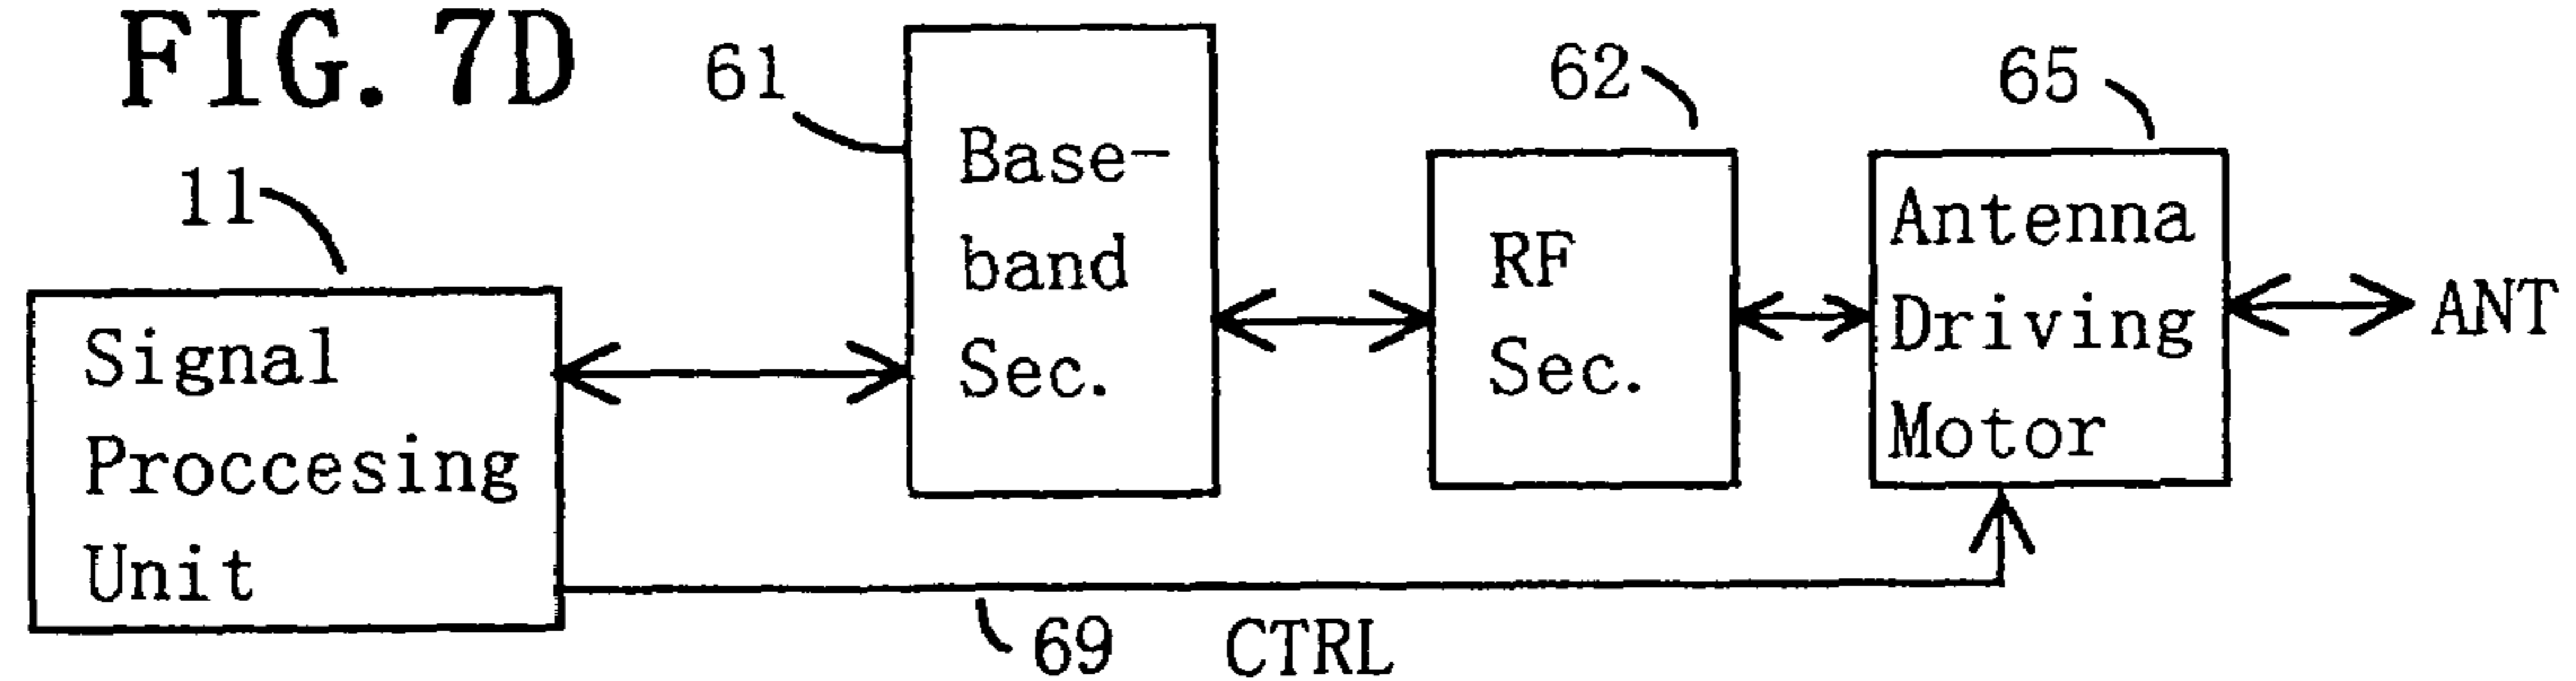 FIG. 7D
11
Signal
Proccesing
Unit
61
Base-
band
Sec.
62
RF
Sec.
65
Antenna
Driving
Motor
ANT
69 CTRL